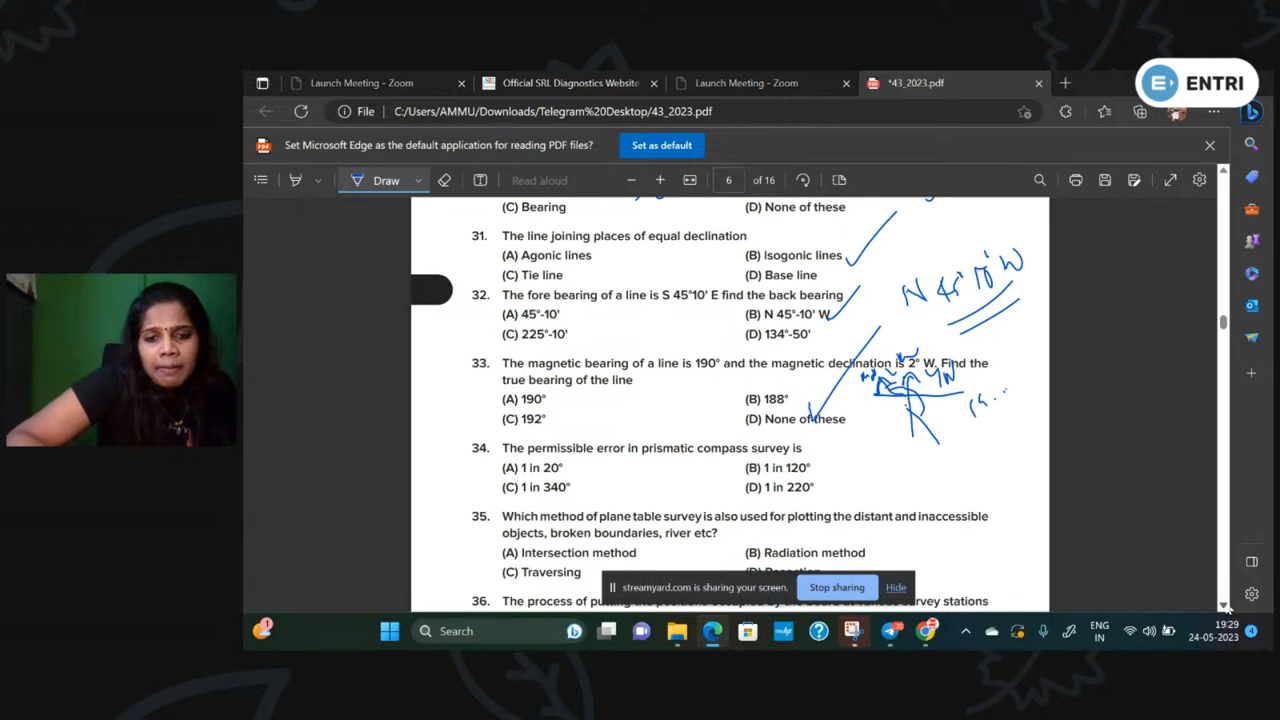 ENTRI
Launch Meeting - Zoom
Official SRL Diagnostics Website
Launch Meeting - Zoom
*43_2023.pdf
File
C:/Users/AMMU/Downloads/Telegram%20Desktop/43_2023.pdf
Set Microsoft Edge as the default application for reading PDF files?
Set as default
Draw
Read aloud
6 of 16
(C) Bearing (D) None of these
31. The line joining places of equal declination
(A) Agonic lines (B) Isogonic lines
(C) Tie line (D) Base line
32. The fore bearing of a line is S 45°10' E find the back bearing
(A) 45°-10' (B) N 45°-10' W
(C) 225°-10' (D) 134°-50'
N 45° 10' W
33. The magnetic bearing of a line is 190° and the magnetic declination is 2° W. Find the
true bearing of the line
(A) 190° (B) 188°
(C) 192° (D) None of these
34. The permissible error in prismatic compass survey is
(A) 1 in 20° (B) 1 in 120°
(C) 1 in 340° (D) 1 in 220°
35. Which method of plane table survey is also used for plotting the distant and inaccessible
objects, broken boundaries, river etc?
(A) Intersection method (B) Radiation method
(C) Traversing
streamyard.com is sharing your screen.
Stop sharing
Hide
36. The process of
survey stations
Search
ENG
IN
19:29
24-05-2023